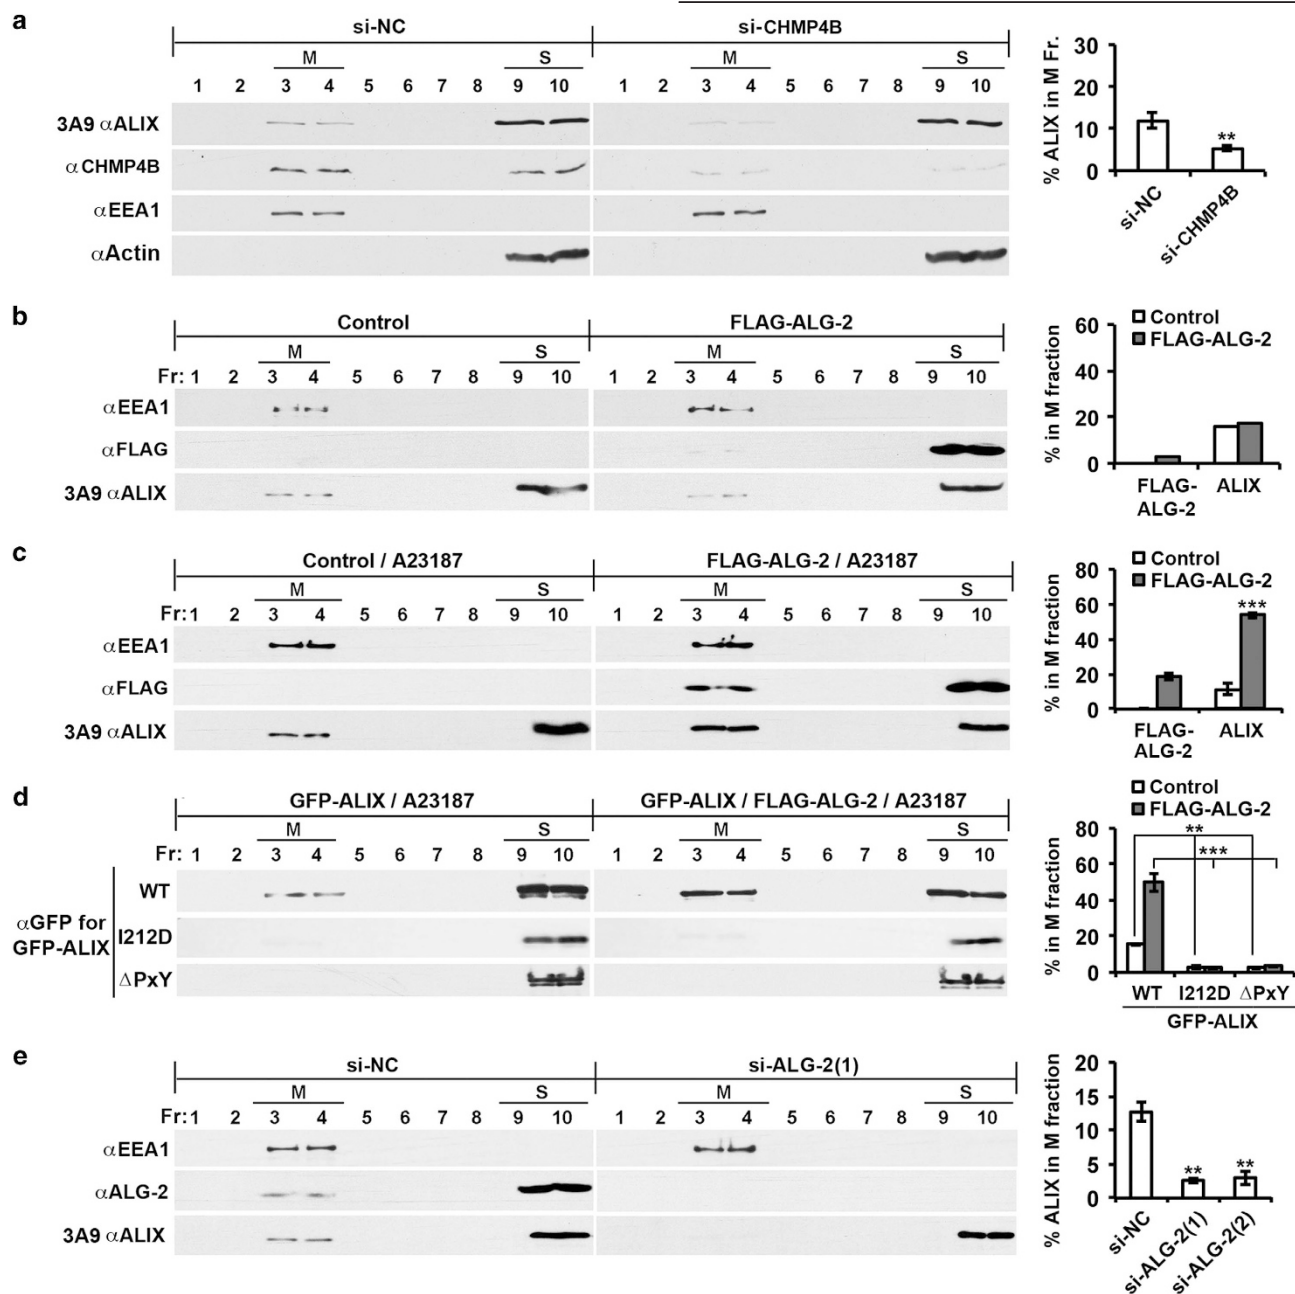 a
si-NC si-CHMP4B
M S M S
1 2 3 4 5 6 7 8 9 10 1 2 3 4 5 6 7 8 9 10
3A9 αALIX
αCHMP4B
αEEA1
αActin
% ALIX in M Fr.
30
20
10
0
**
si-NC si-CHMP4B
b
Control FLAG-ALG-2
M S M S
Fr: 1 2 3 4 5 6 7 8 9 10 1 2 3 4 5 6 7 8 9 10
αEEA1
αFLAG
3A9 αALIX
Control
FLAG-ALG-2
% in M fraction
60
40
20
0
FLAG-ALG-2 ALIX
c
Control / A23187 FLAG-ALG-2 / A23187
M S M S
Fr: 1 2 3 4 5 6 7 8 9 10 1 2 3 4 5 6 7 8 9 10
αEEA1
αFLAG
3A9 αALIX
Control
FLAG-ALG-2
% in M fraction
80
60
40
20
0
***
FLAG-ALG-2 ALIX
d
GFP-ALIX / A23187 GFP-ALIX / FLAG-ALG-2 / A23187
M S M S
Fr: 1 2 3 4 5 6 7 8 9 10 1 2 3 4 5 6 7 8 9 10
αGFP for
GFP-ALIX
WT
I212D
ΔPxY
Control
FLAG-ALG-2
% in M fraction
80
60
40
20
0
**
***
WT I212D ΔPxY
GFP-ALIX
e
si-NC si-ALG-2(1)
M S M S
Fr: 1 2 3 4 5 6 7 8 9 10 1 2 3 4 5 6 7 8 9 10
αEEA1
αALG-2
3A9 αALIX
% ALIX in M fraction
20
15
10
5
0
** **
si-NC si-ALG-2(1) si-ALG-2(2)